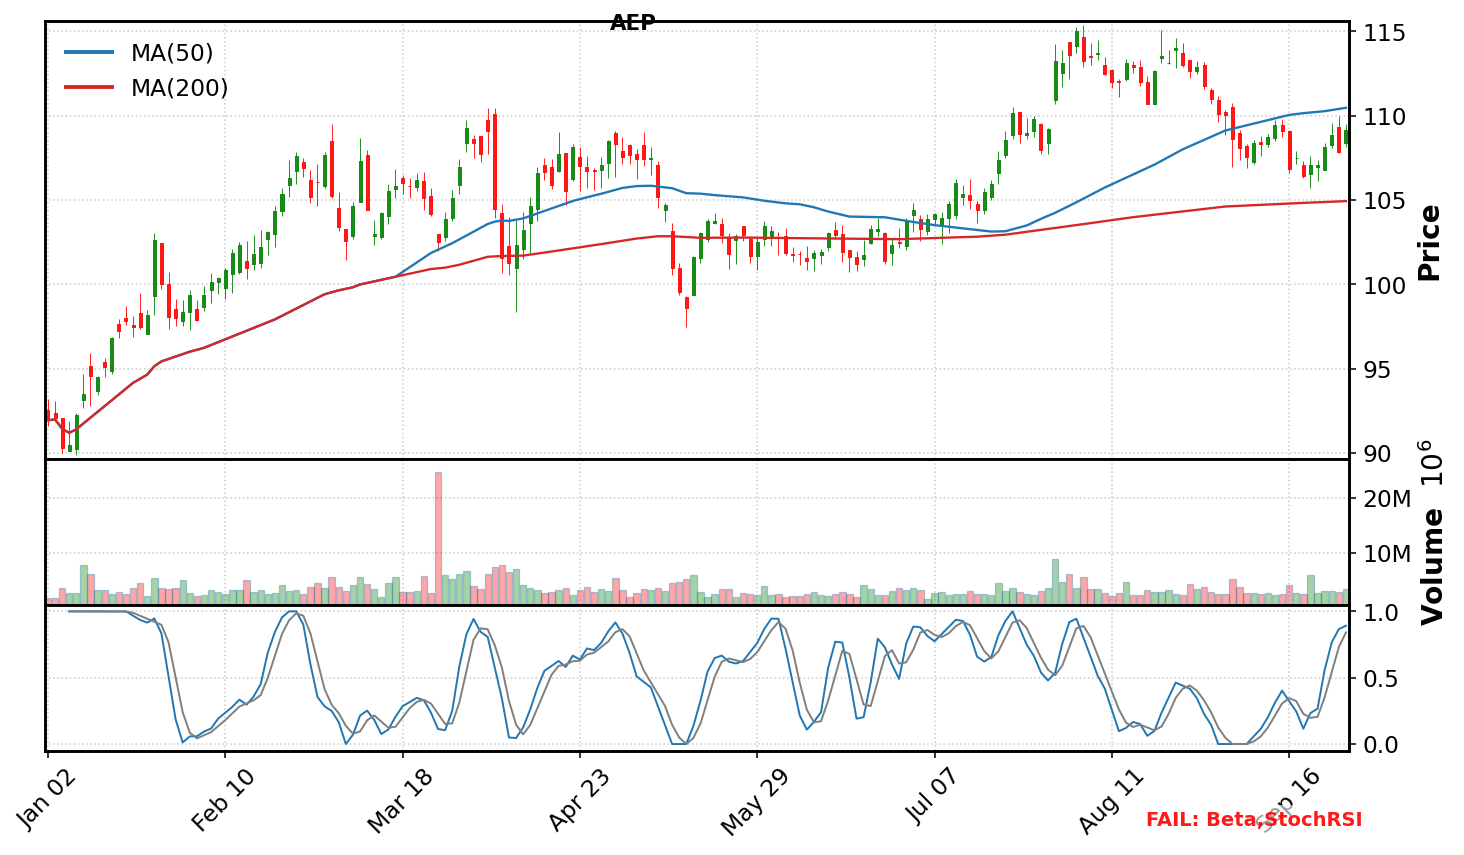 AEP
MA(50)
MA(200)
115
110
105
100
95
90
Price
20M
10M
Volume 10^6
1.0
0.5
0.0
Jan 02
Feb 10
Mar 18
Apr 23
May 29
Jul 07
Aug 11
Sep 16
FAIL: Beta,StochRSI